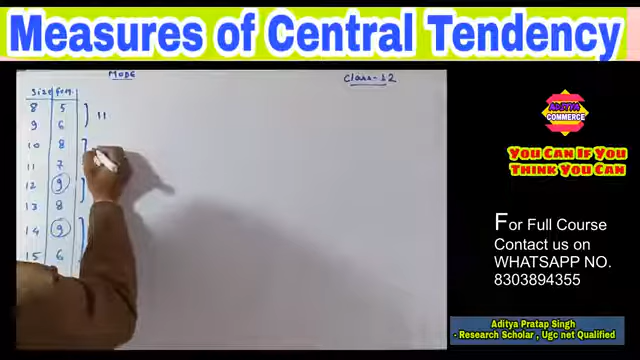 Measures of Central Tendency
MODE
Class-12
Size Freq.
8 5
9 6
11
10 8
11 7
12 9
13 8
14 9
15 6
ADITYA
COMMERCE
You Can If You
Think You Can
For Full Course
Contact us on
WHATSAPP NO.
8303894355
Aditya Pratap Singh
- Research Scholar , Ugc net Qualified